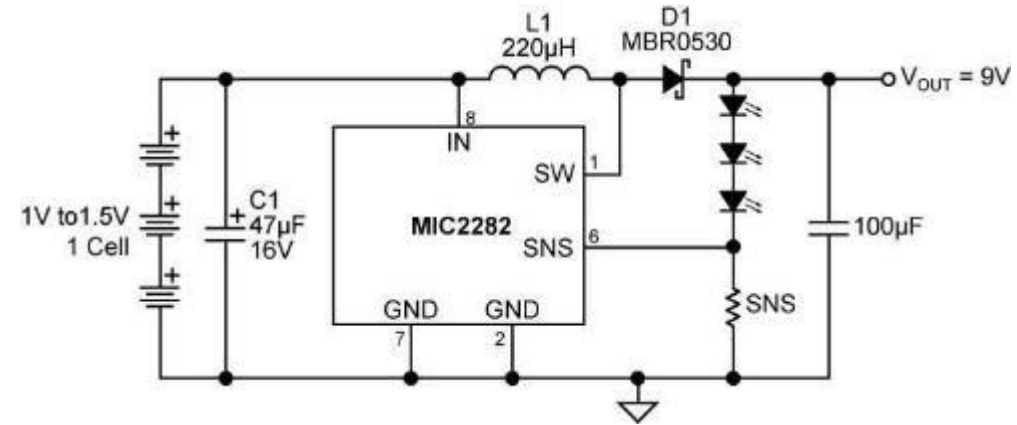 L1
220µH
D1
MBR0530
V_OUT = 9V
8
IN
SW
1
1V to1.5V
1 Cell
+
+
+
+
C1
47µF
16V
MIC2282
SNS
6
100µF
GND
GND
7
2
SNS